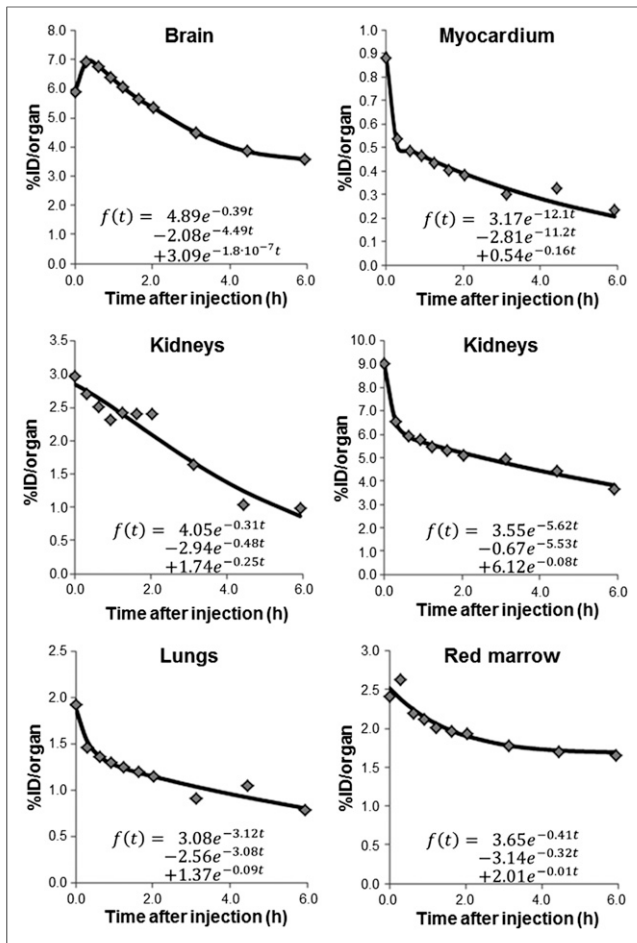 Brain
%ID/organ
8.0
7.0
6.0
5.0
4.0
3.0
2.0
1.0
0.0
f(t) = 4.89e^{-0.39t}
−2.08e^{-4.49t}
+3.09e^{-1.8·10^{-7}t}
0.0 2.0 4.0 6.0
Time after injection (h)
Myocardium
%ID/organ
1.0
0.9
0.8
0.7
0.6
0.5
0.4
0.3
0.2
0.1
0.0
f(t) = 3.17e^{-12.1t}
−2.81e^{-11.2t}
+0.54e^{-0.16t}
0.0 2.0 4.0 6.0
Time after injection (h)
Kidneys
%ID/organ
3.5
3.0
2.5
2.0
1.5
1.0
0.5
0.0
f(t) = 4.05e^{-0.31t}
−2.94e^{-0.48t}
+1.74e^{-0.25t}
0.0 2.0 4.0 6.0
Time after injection (h)
Kidneys
%ID/organ
10.0
9.0
8.0
7.0
6.0
5.0
4.0
3.0
2.0
1.0
0.0
f(t) = 3.55e^{-5.62t}
−0.67e^{-5.53t}
+6.12e^{-0.08t}
0.0 2.0 4.0 6.0
Time after injection (h)
Lungs
%ID/organ
2.5
2.0
1.5
1.0
0.5
0.0
f(t) = 3.08e^{-3.12t}
−2.56e^{-3.08t}
+1.37e^{-0.09t}
0.0 2.0 4.0 6.0
Time after injection (h)
Red marrow
%ID/organ
3.0
2.5
2.0
1.5
1.0
0.5
0.0
f(t) = 3.65e^{-0.41t}
−3.14e^{-0.32t}
+2.01e^{-0.01t}
0.0 2.0 4.0 6.0
Time after injection (h)